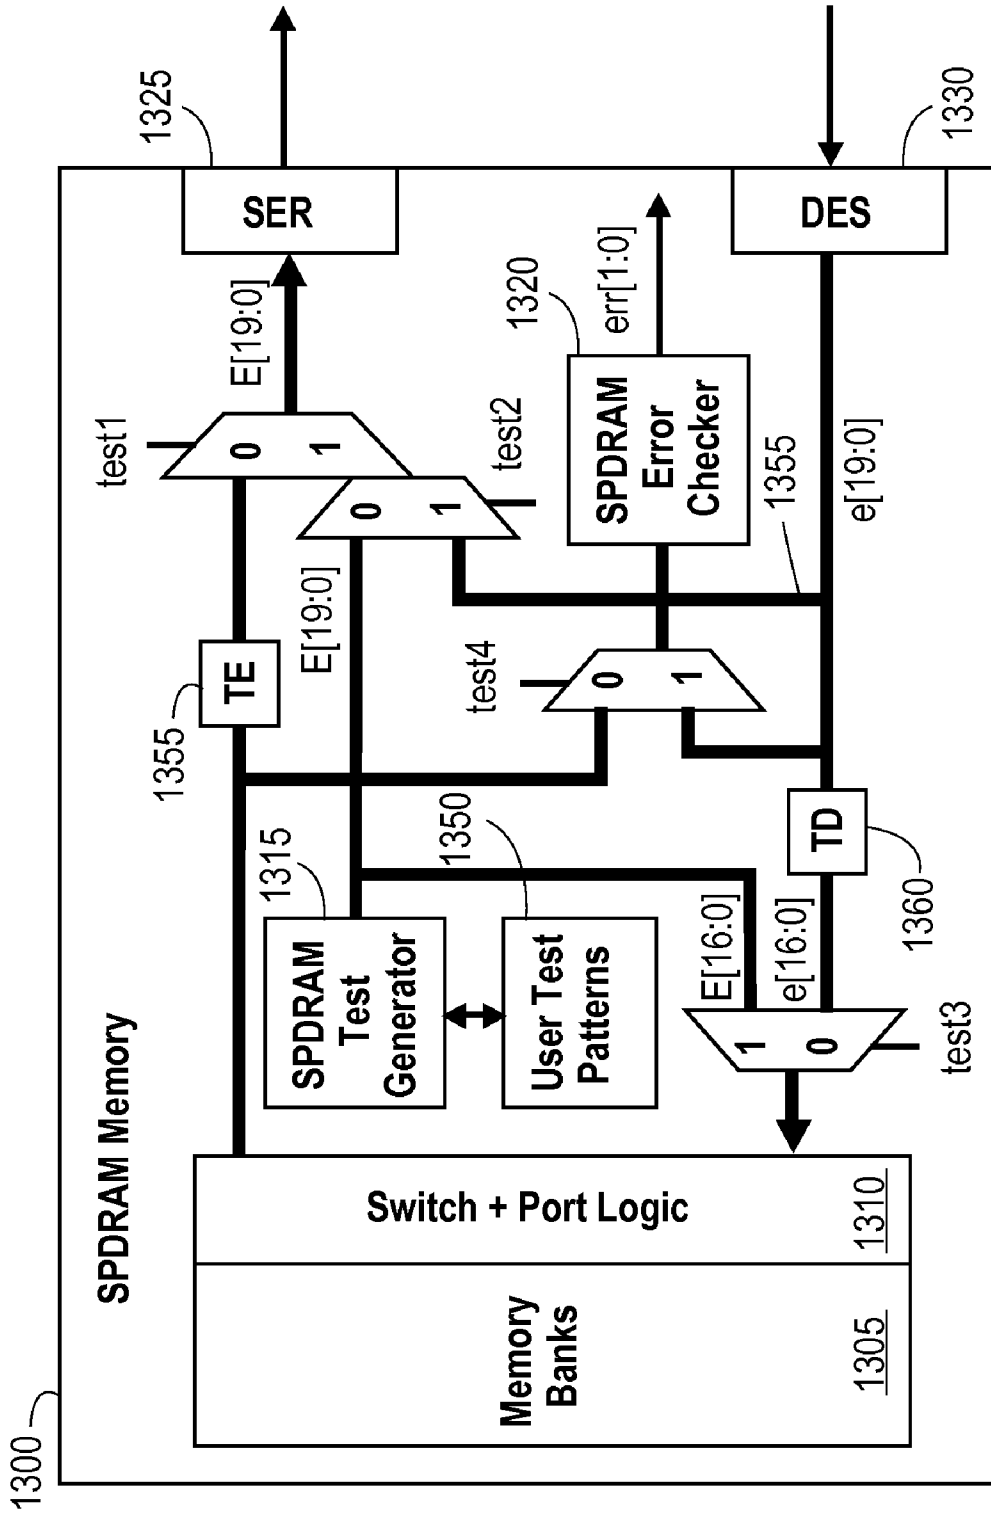 1300
SPDRAM Memory
Memory
Banks
1305
Switch + Port Logic
1310
SPDRAM
Test
Generator
1315
User Test
Patterns
1350
TE
1355
E[19:0]
test1
0
1
E[19:0]
SER
1325
0
1
test2
test4
0
1
SPDRAM
Error
Checker
1320
err[1:0]
1355
e[19:0]
DES
1330
TD
1360
E[16:0]
e[16:0]
1
0
test3